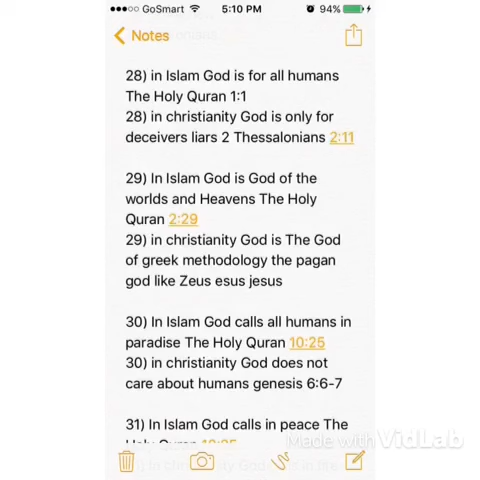 GoSmart 5:10 PM 94%
Notes
28) in Islam God is for all humans
The Holy Quran 1:1
28) in christianity God is only for
deceivers liars 2 Thessalonians 2:11
29) In Islam God is God of the
worlds and Heavens The Holy
Quran 2:29
29) in christianity God is The God
of greek methodology the pagan
god like Zeus esus jesus
30) In Islam God calls all humans in
paradise The Holy Quran 10:25
30) in christianity God does not
care about humans genesis 6:6-7
31) In Islam God calls in peace The
Holy Quran 10:25
Made with VidLab